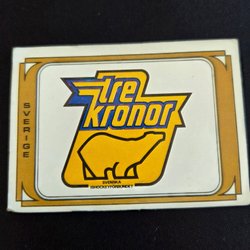 SVERIGE
tre
kronor
SVENSKA
ISHOCKEYFÖRBUNDET